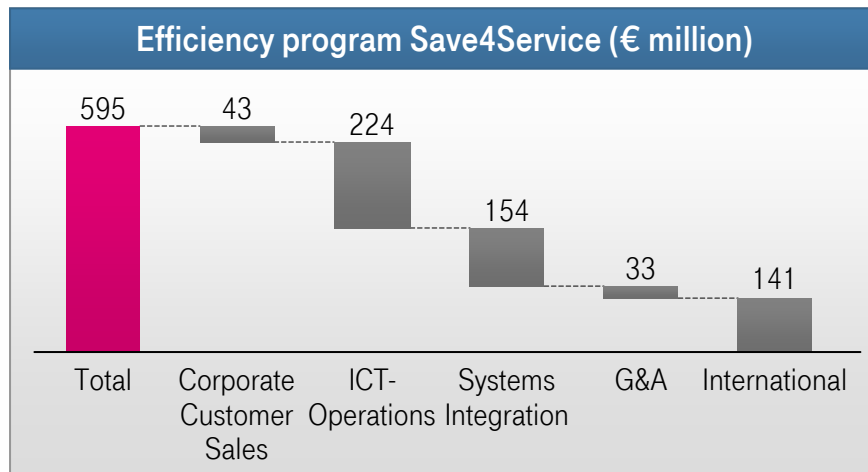 Efficiency program Save4Service (€ million)
595
43
224
154
33
141
Total
Corporate
Customer
Sales
ICT-
Operations
Systems
Integration
G&A
International